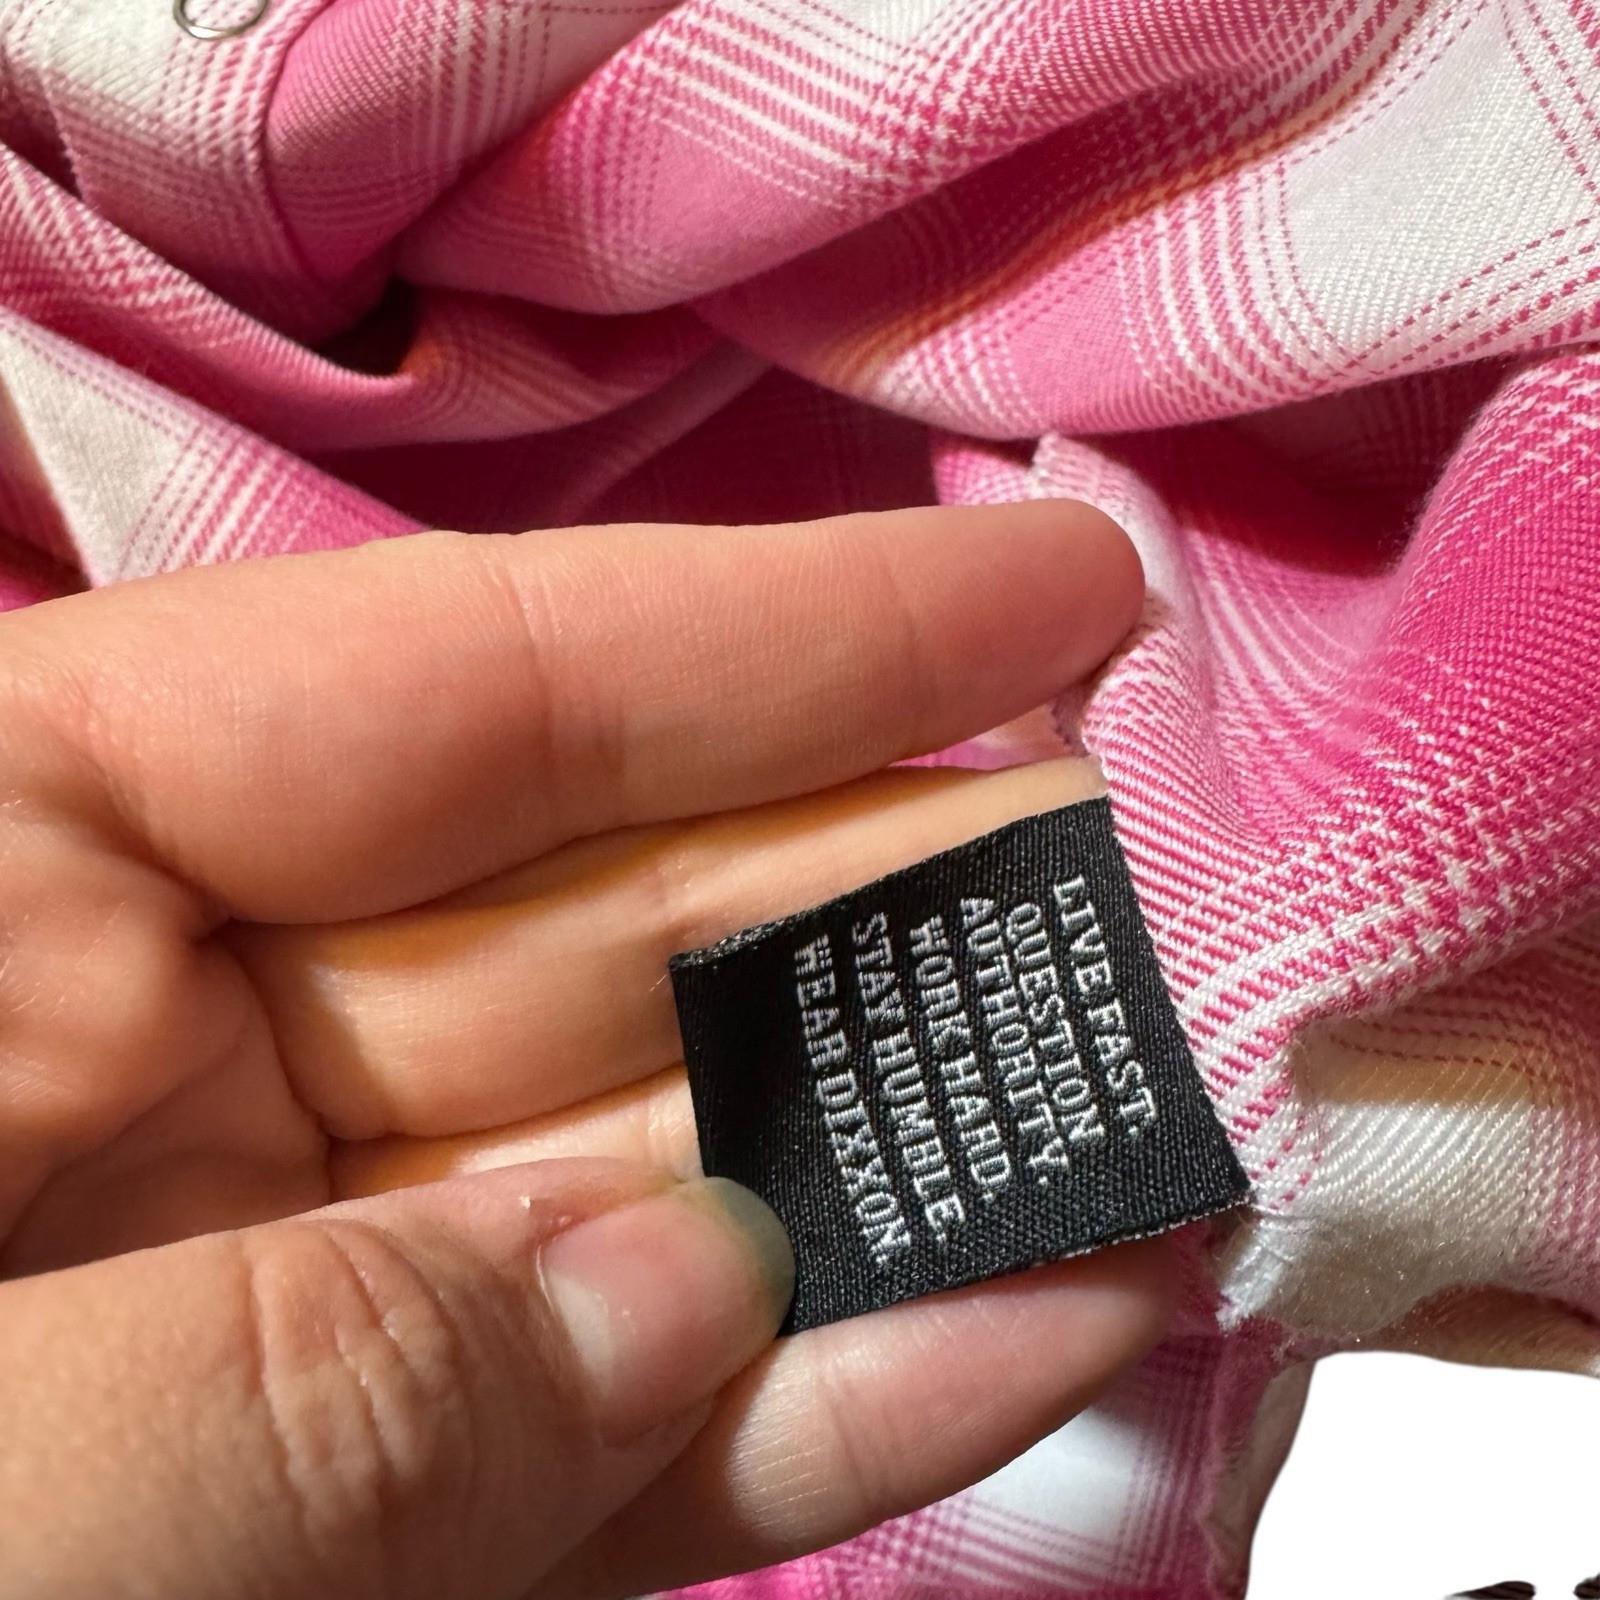 LIVE FAST.
QUESTION
AUTHORITY.
WORK HARD.
STAY HUMBLE.
WEAR DIXXON.